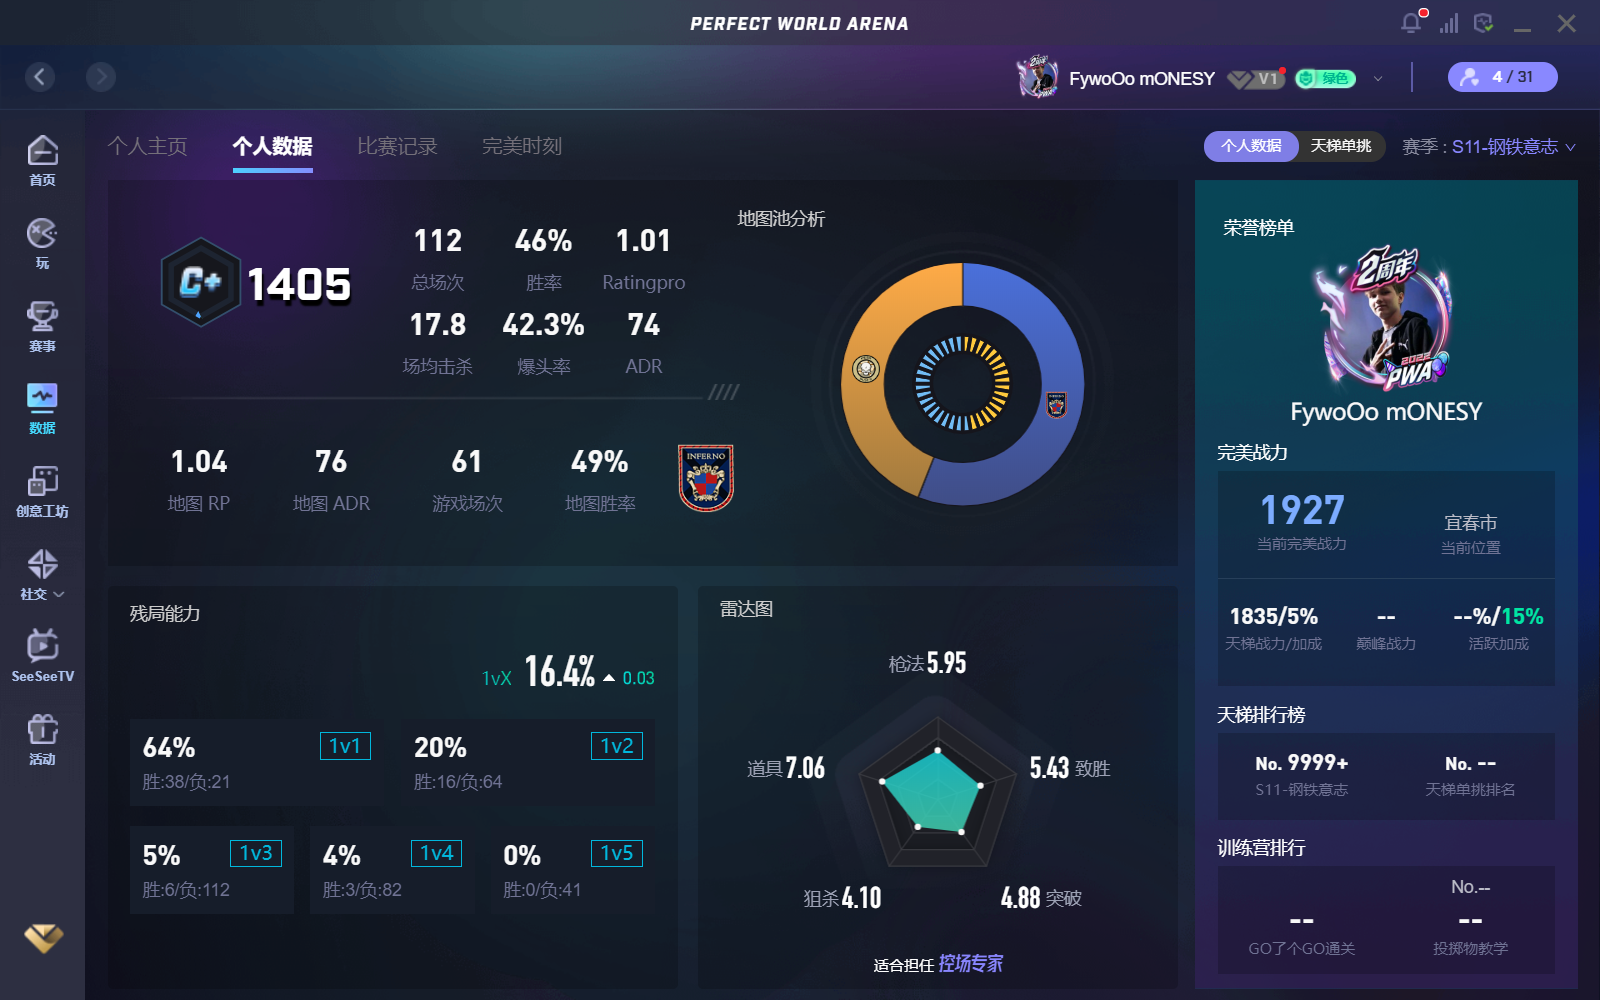 PERFECT WORLD ARENA
FywoOo mONESY
V1
绿色
4 / 31
个人主页
个人数据
比赛记录
完美时刻
个人数据
天梯单挑
赛季 : S11-钢铁意志
首页
玩
赛事
数据
创意工坊
社交
SeeSeeTV
活动
C+
1405
112
总场次
46%
胜率
1.01
Ratingpro
17.8
场均击杀
42.3%
爆头率
74
ADR
1.04
地图 RP
76
地图 ADR
61
游戏场次
49%
地图胜率
INFERNO
地图池分析
残局能力
1vX 16.4% 0.03
64%
1v1
胜:38/负:21
20%
1v2
胜:16/负:64
5%
1v3
胜:6/负:112
4%
1v4
胜:3/负:82
0%
1v5
胜:0/负:41
雷达图
枪法 5.95
道具 7.06
5.43 致胜
狙杀 4.10
4.88 突破
适合担任 控场专家
荣誉榜单
2周年
2022
PWA
FywoOo mONESY
完美战力
1927
当前完美战力
宜春市
当前位置
1835/5%
天梯战力/加成
--
巅峰战力
--%/15%
活跃加成
天梯排行榜
No. 9999+
S11-钢铁意志
No. --
天梯单挑排名
训练营排行
No.--
--
GO了个GO通关
--
投掷物教学